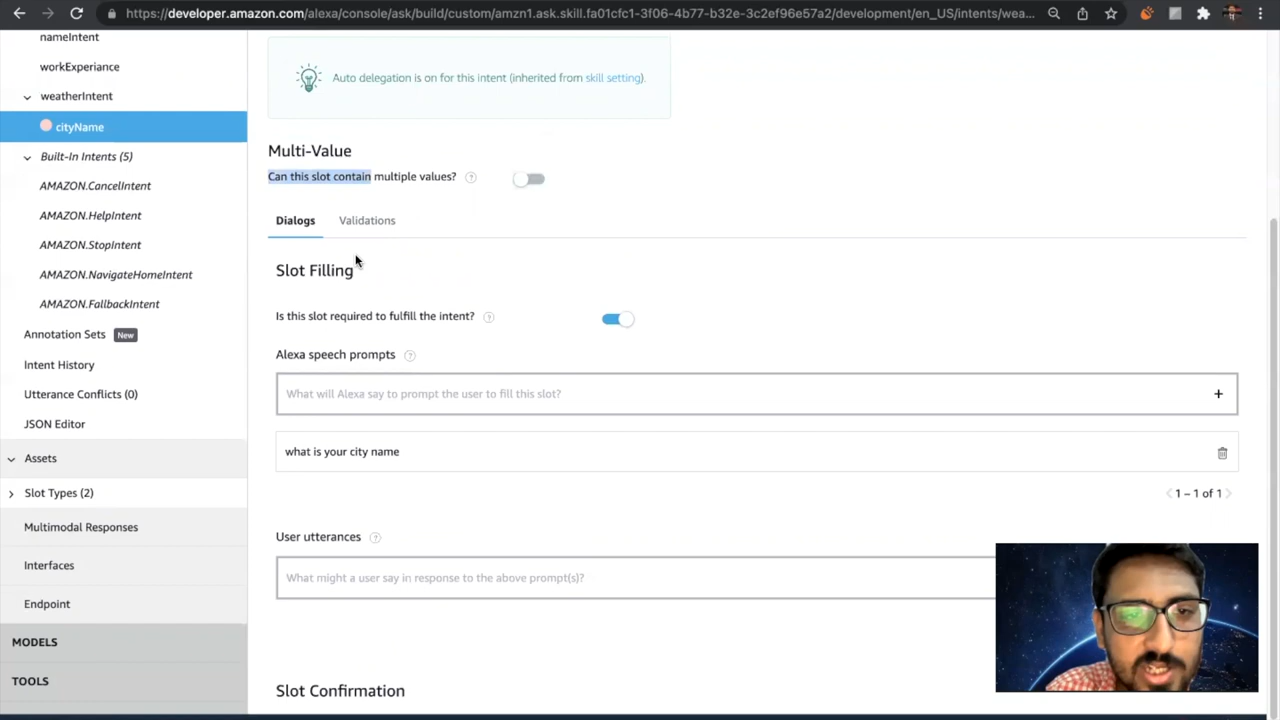 https://developer.amazon.com/alexa/console/ask/build/custom/amzn1.ask.skill.fa01cfc1-3f06-4b77-b32e-3c2ef96e57a2/development/en_US/intents/wea...
nameIntent
workExperiance
weatherIntent
cityName
Built-In Intents (5)
AMAZON.CancelIntent
AMAZON.HelpIntent
AMAZON.StopIntent
AMAZON.NavigateHomeIntent
AMAZON.FallbackIntent
Annotation Sets New
Intent History
Utterance Conflicts (0)
JSON Editor
Assets
Slot Types (2)
Multimodal Responses
Interfaces
Endpoint
MODELS
TOOLS
Auto delegation is on for this intent (inherited from skill setting).
Multi-Value
Can this slot contain multiple values? ?
Dialogs Validations
Slot Filling
Is this slot required to fulfill the intent? ?
Alexa speech prompts ?
What will Alexa say to prompt the user to fill this slot? +
what is your city name
1 – 1 of 1
User utterances ?
What might a user say in response to the above prompt(s)?
Slot Confirmation